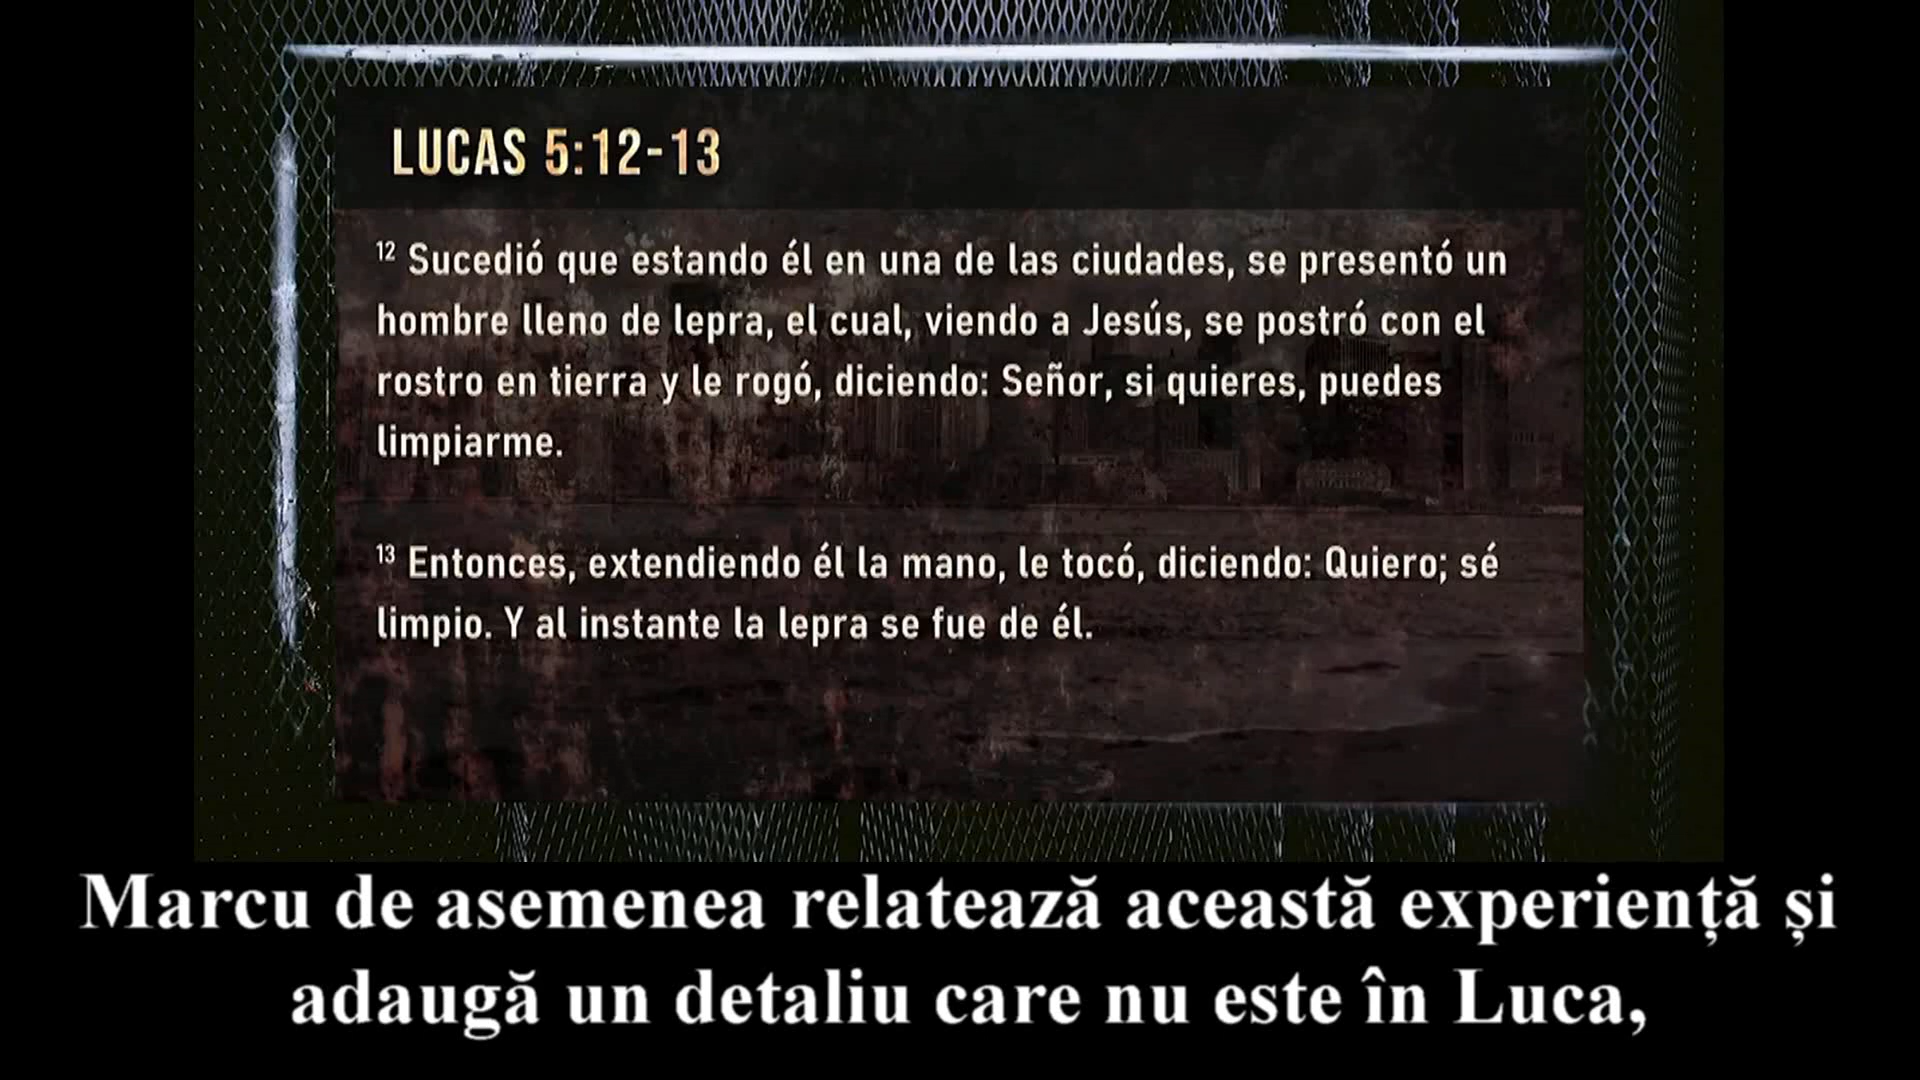 LUCAS 5:12-13
12 Sucedió que estando él en una de las ciudades, se presentó un
hombre lleno de lepra, el cual, viendo a Jesús, se postró con el
rostro en tierra y le rogó, diciendo: Señor, si quieres, puedes
limpiarme.
13 Entonces, extendiendo él la mano, le tocó, diciendo: Quiero; sé
limpio. Y al instante la lepra se fue de él.
Marcu de asemenea relatează această experiență și
adaugă un detaliu care nu este în Luca,